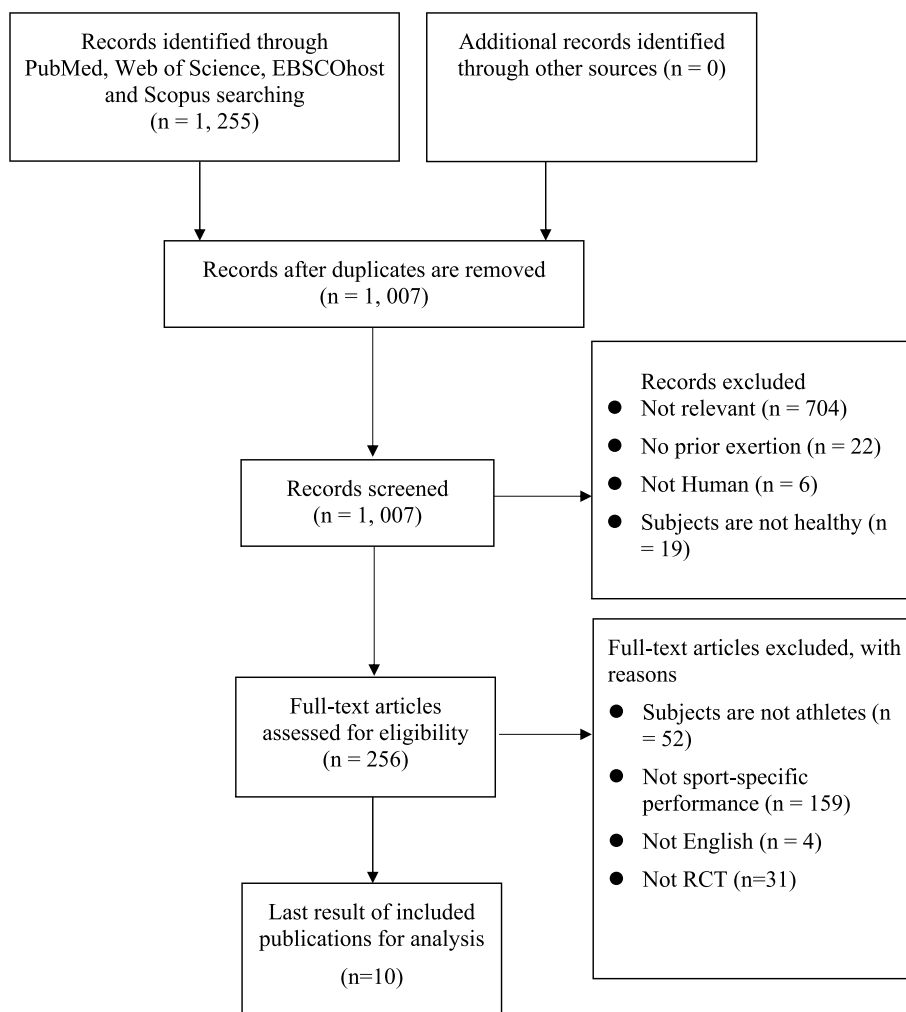 Records identified through
PubMed, Web of Science, EBSCOhost
and Scopus searching
(n = 1, 255)
Additional records identified
through other sources (n = 0)
Records after duplicates are removed
(n = 1, 007)
Records excluded
● Not relevant (n = 704)
● No prior exertion (n = 22)
● Not Human (n = 6)
● Subjects are not healthy (n
= 19)
Records screened
(n = 1, 007)
Full-text articles excluded, with
reasons
● Subjects are not athletes (n
= 52)
● Not sport-specific
performance (n = 159)
● Not English (n = 4)
● Not RCT (n=31)
Full-text articles
assessed for eligibility
(n = 256)
Last result of included
publications for analysis
(n=10)